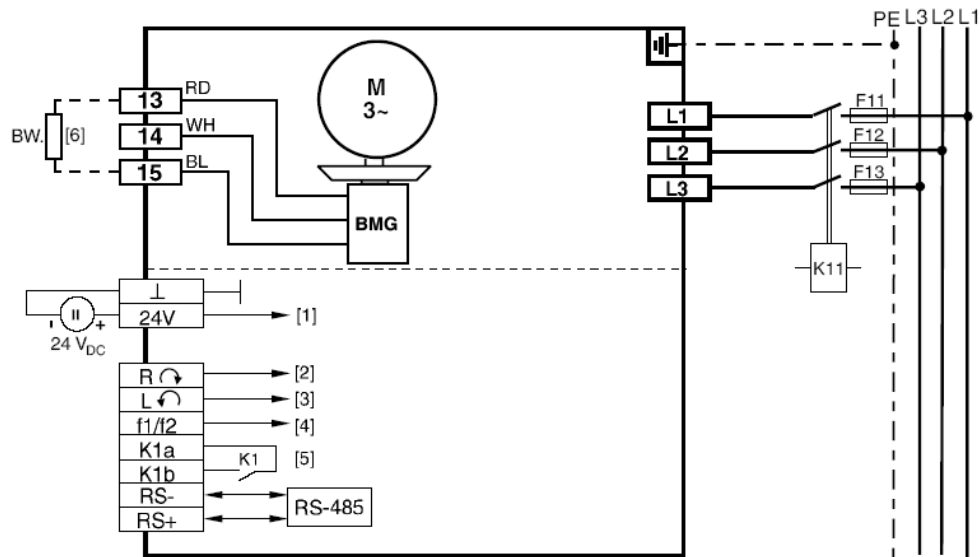 PE L3 L2 L1
13 RD
14 WH
15 BL
BW. [6]
M
3~
BMG
L1
L2
L3
F11
F12
F13
K11
⊥
24V [1]
- II +
24 VDC
R [2]
L [3]
f1/f2 [4]
K1a
K1 [5]
K1b
RS-
RS+
RS-485